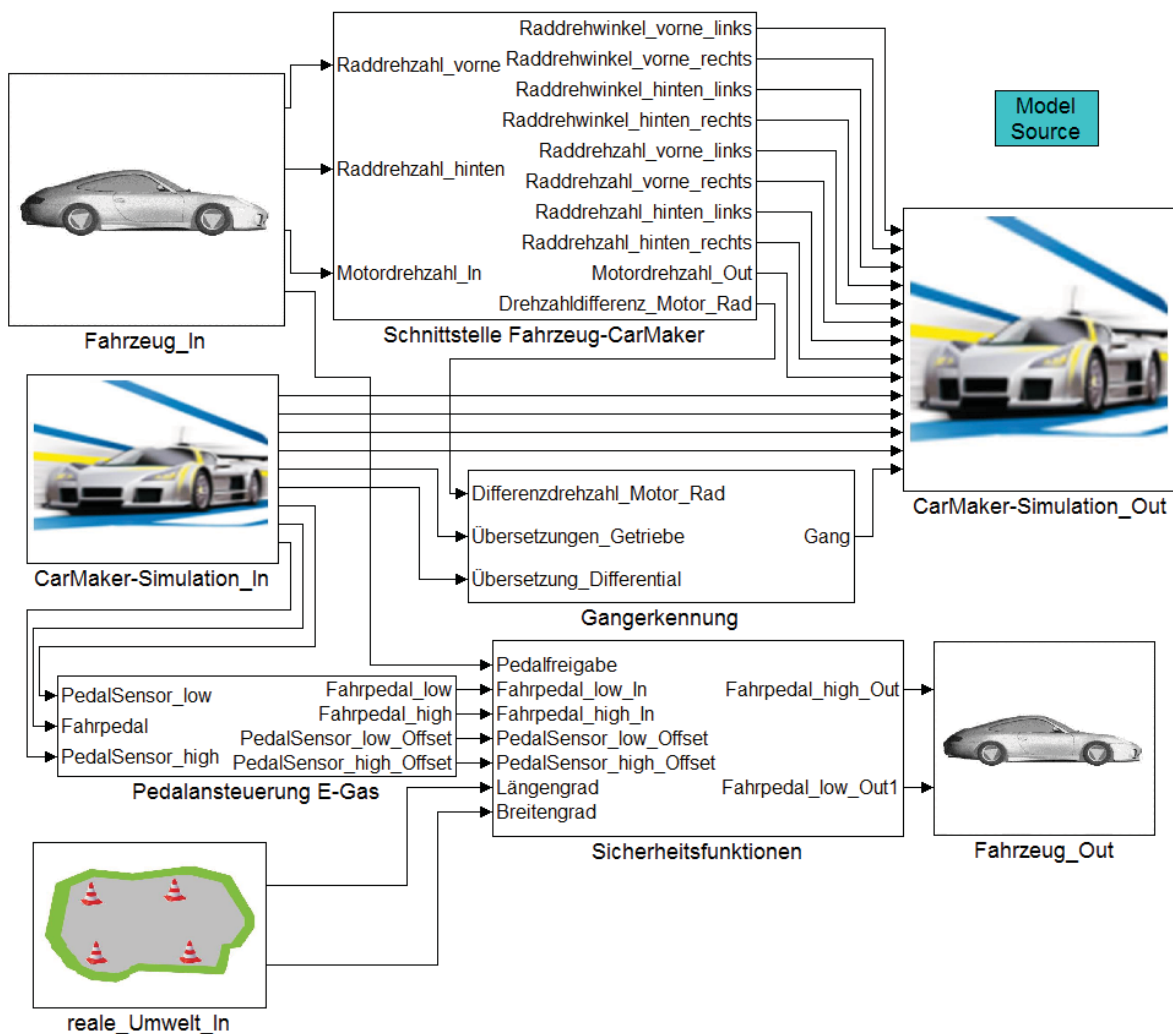 Raddrehzahl_vorne
Raddrehzahl_hinten
Motordrehzahl_In
Raddrehwinkel_vorne_links
Raddrehwinkel_vorne_rechts
Raddrehwinkel_hinten_links
Raddrehwinkel_hinten_rechts
Raddrehzahl_vorne_links
Raddrehzahl_vorne_rechts
Raddrehzahl_hinten_links
Raddrehzahl_hinten_rechts
Motordrehzahl_Out
Drehzahldifferenz_Motor_Rad
Schnittstelle Fahrzeug-CarMaker
Model
Source
Fahrzeug_In
CarMaker-Simulation_Out
CarMaker-Simulation_In
Differenzdrehzahl_Motor_Rad
Übersetzungen_Getriebe
Übersetzung_Differential
Gang
Gangerkennung
PedalSensor_low
Fahrpedal
PedalSensor_high
Fahrpedal_low
Fahrpedal_high
PedalSensor_low_Offset
PedalSensor_high_Offset
Pedalansteuerung E-Gas
Pedalfreigabe
Fahrpedal_low_In
Fahrpedal_high_In
PedalSensor_low_Offset
PedalSensor_high_Offset
Längengrad
Breitengrad
Fahrpedal_high_Out
Fahrpedal_low_Out1
Sicherheitsfunktionen
Fahrzeug_Out
reale_Umwelt_In